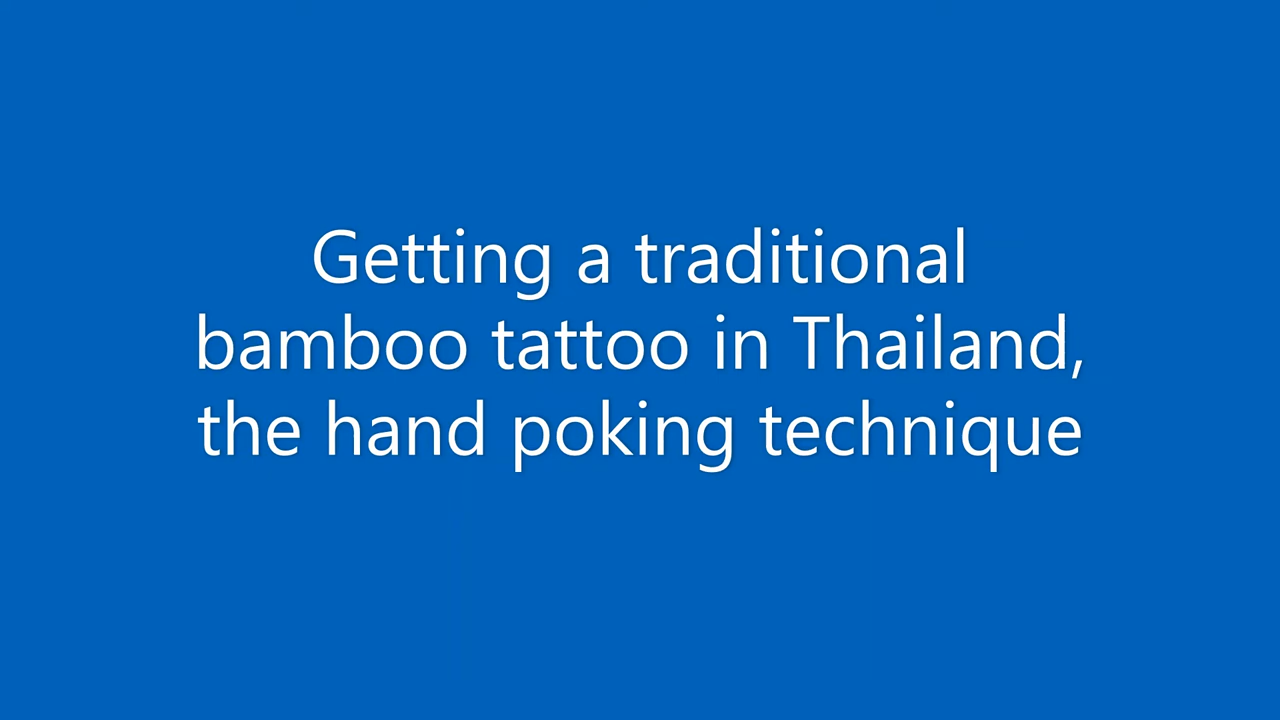 Getting a traditional
bamboo tattoo in Thailand,
the hand poking technique